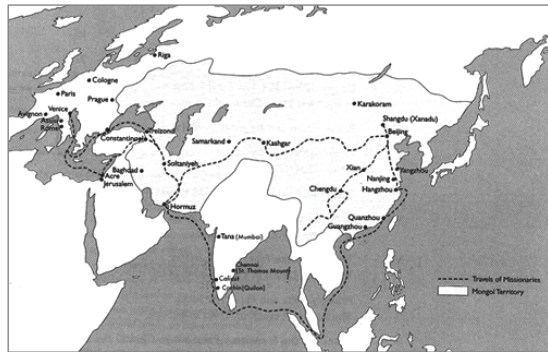 Riga
Cologne
Paris
Prague
Venice
Avignon
Assisi
Rome
Constantinople
Trebizond
Karakoram
Shangdu (Xanadu)
Beijing
Samarkand
Kashgar
Soltaniyeh
Baghdad
Acre
Jerusalem
Xian
Yangzhou
Nanjing
Hangzhou
Chengdu
Hormuz
Quanzhou
Guangzhou
Tana (Mumbai)
Chennai
(St. Thomas Mount)
Calicut
Cochin (Quilon)
Travels of Missionaries
Mongol Territory